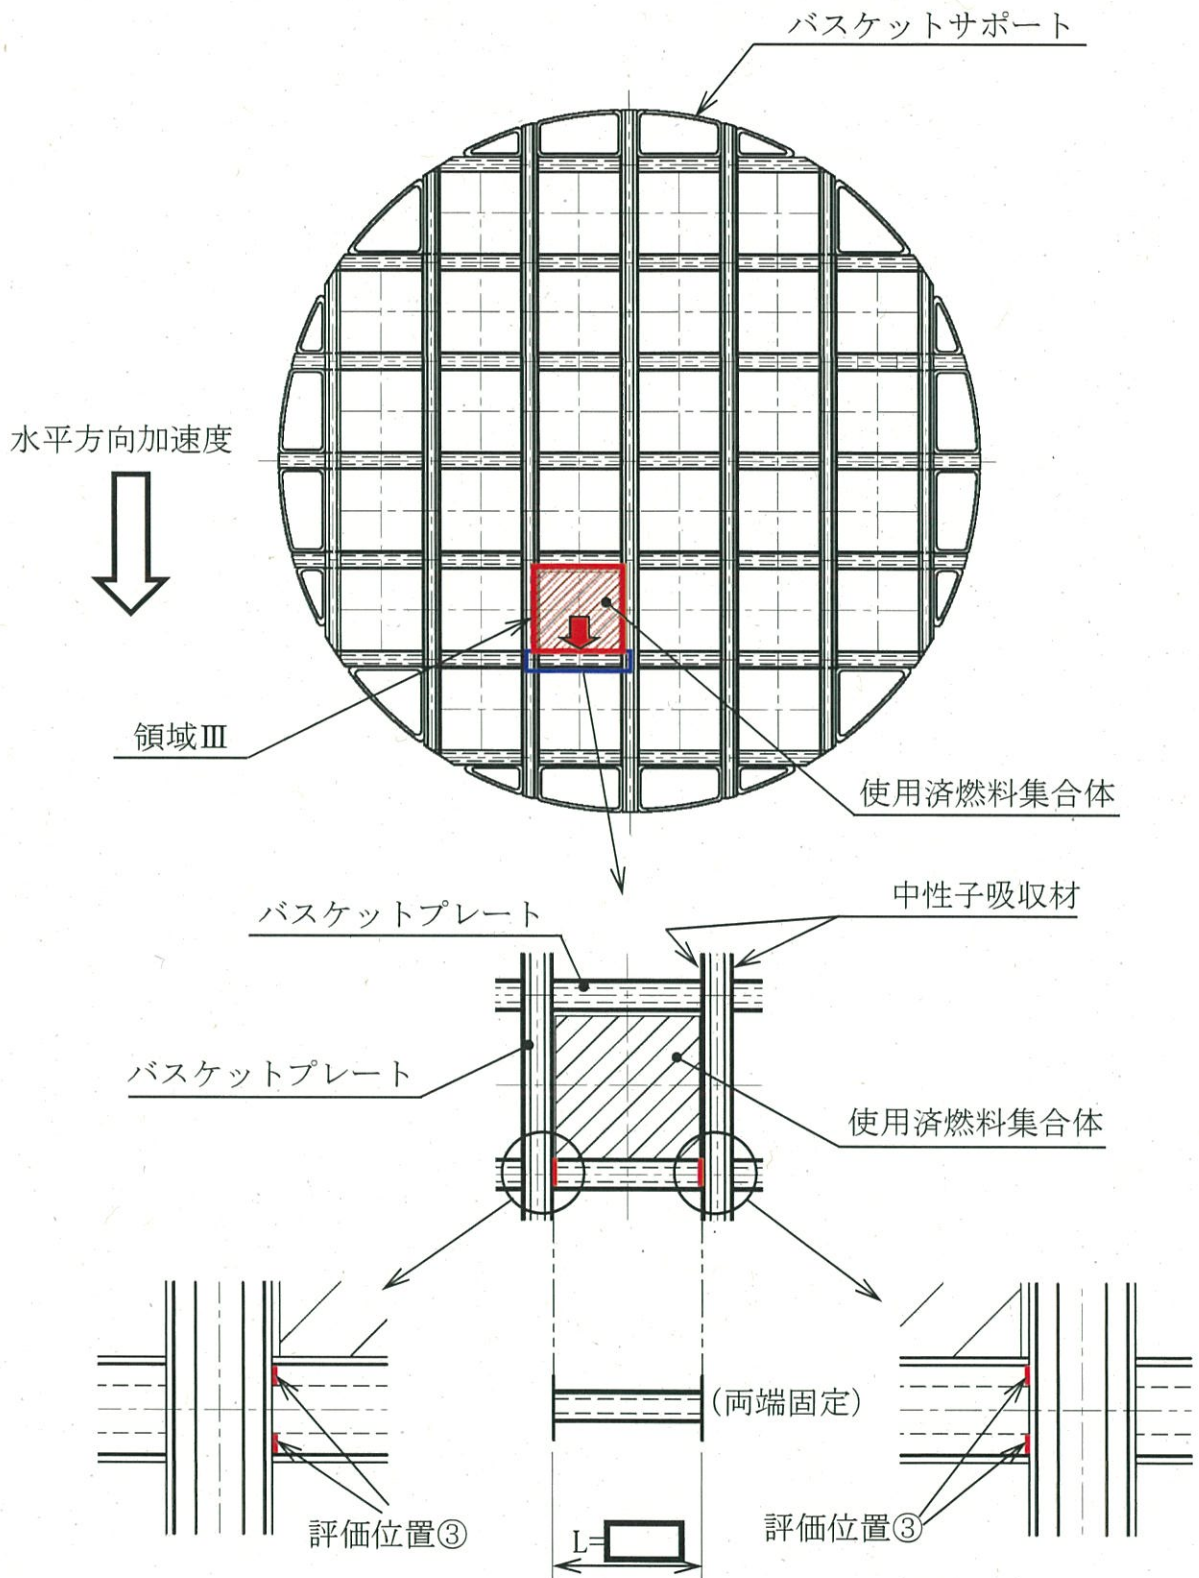 バスケットサポート
水平方向加速度
領域Ⅲ
使用済燃料集合体
中性子吸収材
バスケットプレート
バスケットプレート
使用済燃料集合体
(両端固定)
評価位置③
L=
評価位置③